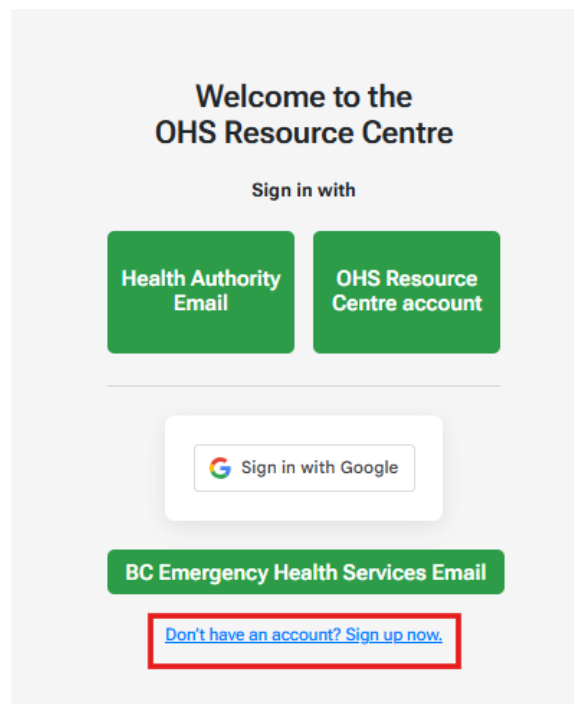 Welcome to the
OHS Resource Centre
Sign in with
Health Authority
Email
OHS Resource
Centre account
Sign in with Google
BC Emergency Health Services Email
Don't have an account? Sign up now.